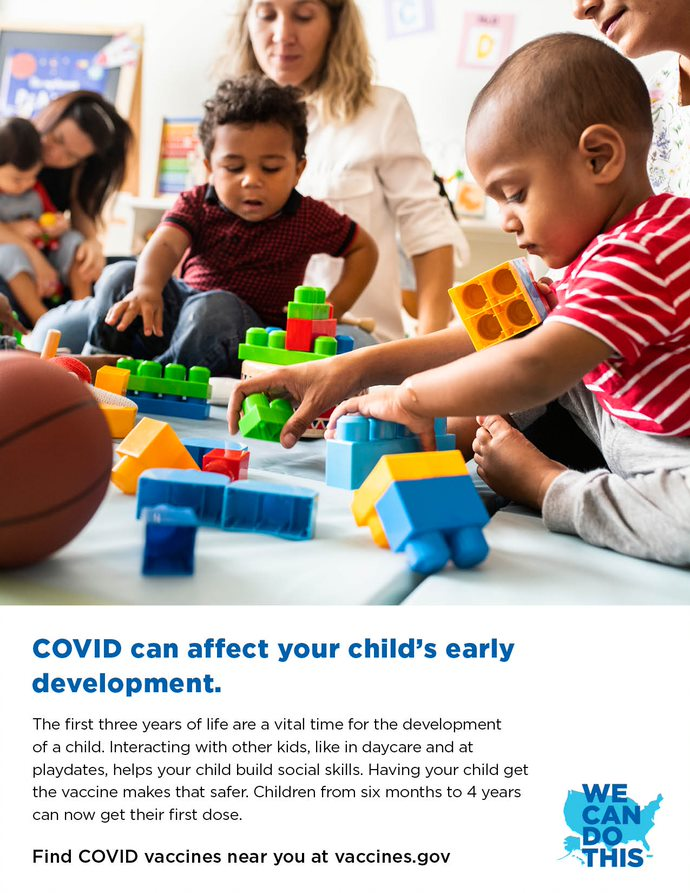 C
D
COVID can affect your child's early
development.
The first three years of life are a vital time for the development
of a child. Interacting with other kids, like in daycare and at
playdates, helps your child build social skills. Having your child get
the vaccine makes that safer. Children from six months to 4 years
can now get their first dose.
Find COVID vaccines near you at vaccines.gov
WE
CAN
DO
THIS